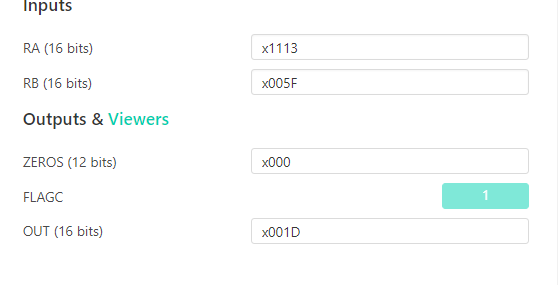 Inputs
RA (16 bits) x1113
RB (16 bits) x005F
Outputs & Viewers
ZEROS (12 bits) x000
FLAGC 1
OUT (16 bits) x001D